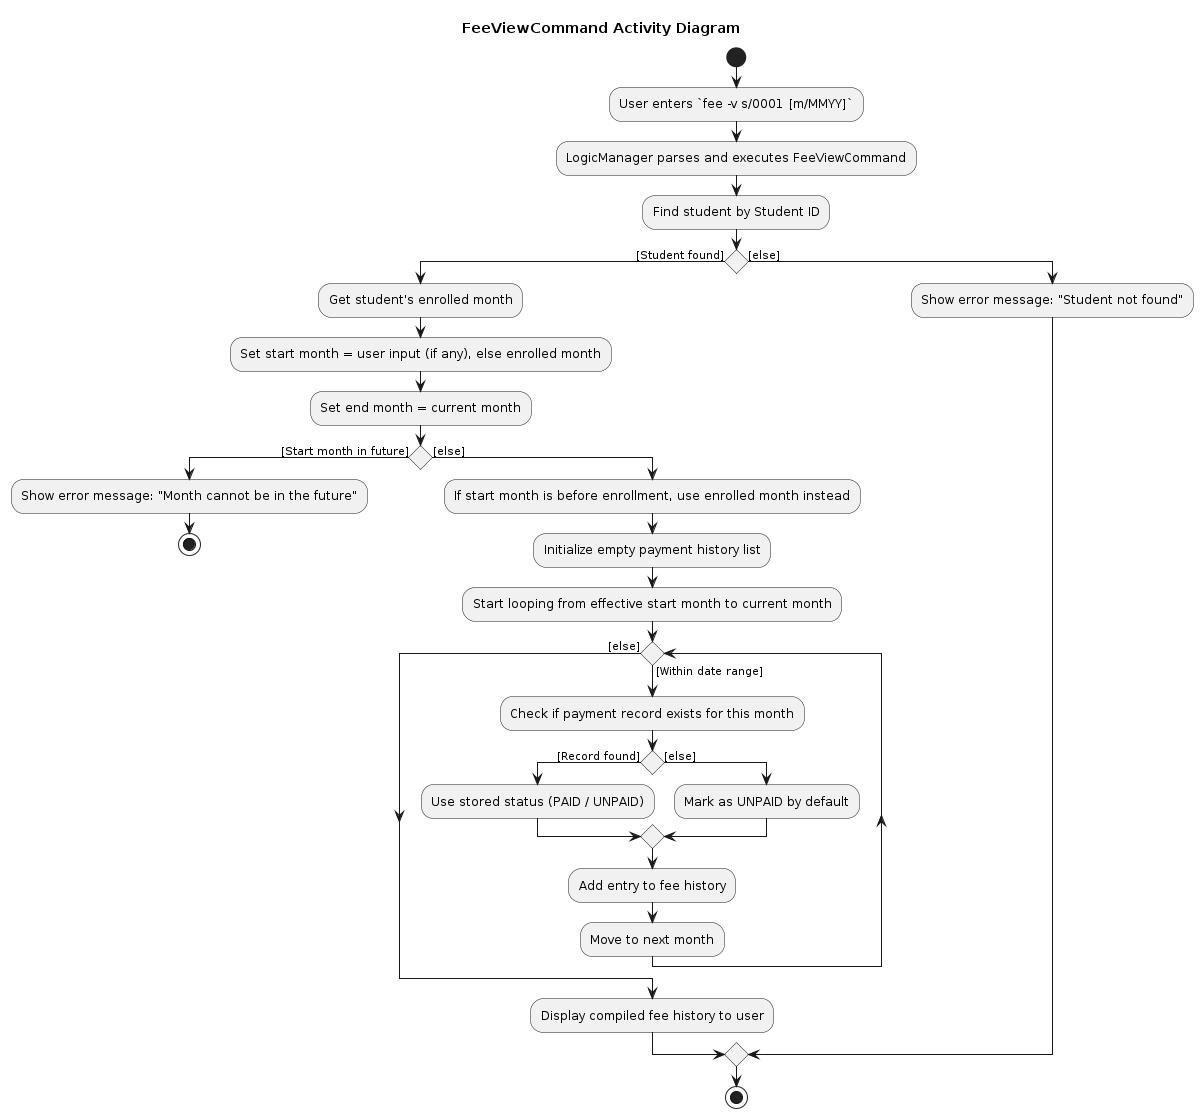 FeeViewCommand Activity Diagram
User enters `fee -v s/0001 [m/MMYY]`
LogicManager parses and executes FeeViewCommand
Find student by Student ID
[Student found]
[else]
Get student's enrolled month
Show error message: "Student not found"
Set start month = user input (if any), else enrolled month
Set end month = current month
[Start month in future]
[else]
Show error message: "Month cannot be in the future"
If start month is before enrollment, use enrolled month instead
Initialize empty payment history list
Start looping from effective start month to current month
[else]
[Within date range]
Check if payment record exists for this month
[Record found]
[else]
Use stored status (PAID / UNPAID)
Mark as UNPAID by default
Add entry to fee history
Move to next month
Display compiled fee history to user